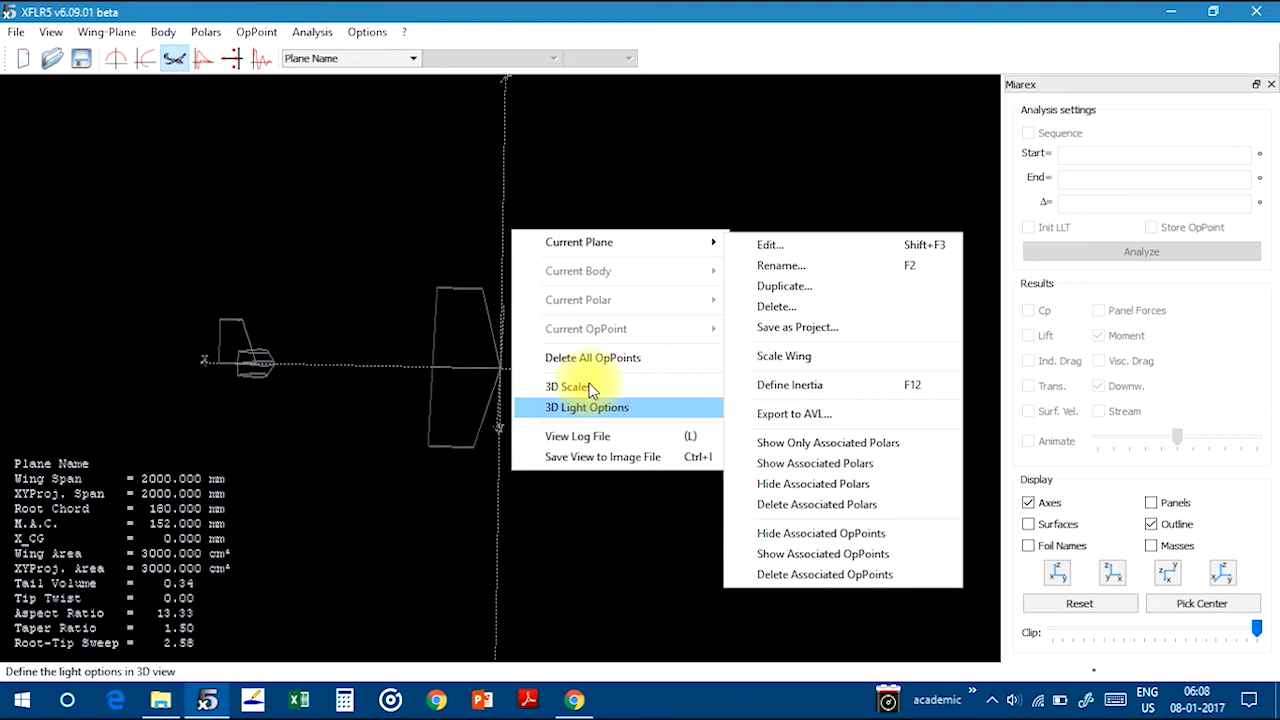 XFLR5 v6.09.01 beta
File View Wing-Plane Body Polars OpPoint Analysis Options ?
Plane Name
Miarex
Analysis settings
Sequence
Start= °
End= °
Δ= °
Init LLT Store OpPoint
Analyze
Results
Cp Panel Forces
Lift Moment
Ind. Drag Visc. Drag
Trans. Downw.
Surf. Vel. Stream
Animate
Display
Axes Panels
Surfaces Outline
Foil Names Masses
Reset Pick Center
Clip:
Current Plane
Current Body
Current Polar
Current OpPoint
Delete All OpPoints
3D Scales
3D Light Options
View Log File (L)
Save View to Image File Ctrl+I
Edit... Shift+F3
Rename... F2
Duplicate...
Delete...
Save as Project...
Scale Wing
Define Inertia F12
Export to AVL...
Show Only Associated Polars
Show Associated Polars
Hide Associated Polars
Delete Associated Polars
Hide Associated OpPoints
Show Associated OpPoints
Delete Associated OpPoints
X
Plane Name
Wing Span = 2000.000 mm
XYProj. Span = 2000.000 mm
Root Chord = 180.000 mm
M.A.C. = 152.000 mm
X_CG = 0.000 mm
Wing Area = 3000.000 cm²
XYProj. Area = 3000.000 cm²
Tail Volume = 0.34
Tip Twist = 0.00
Aspect Ratio = 13.33
Taper Ratio = 1.50
Root-Tip Sweep = 2.58
Define the light options in 3D view
academic
ENG
US
06:08
08-01-2017